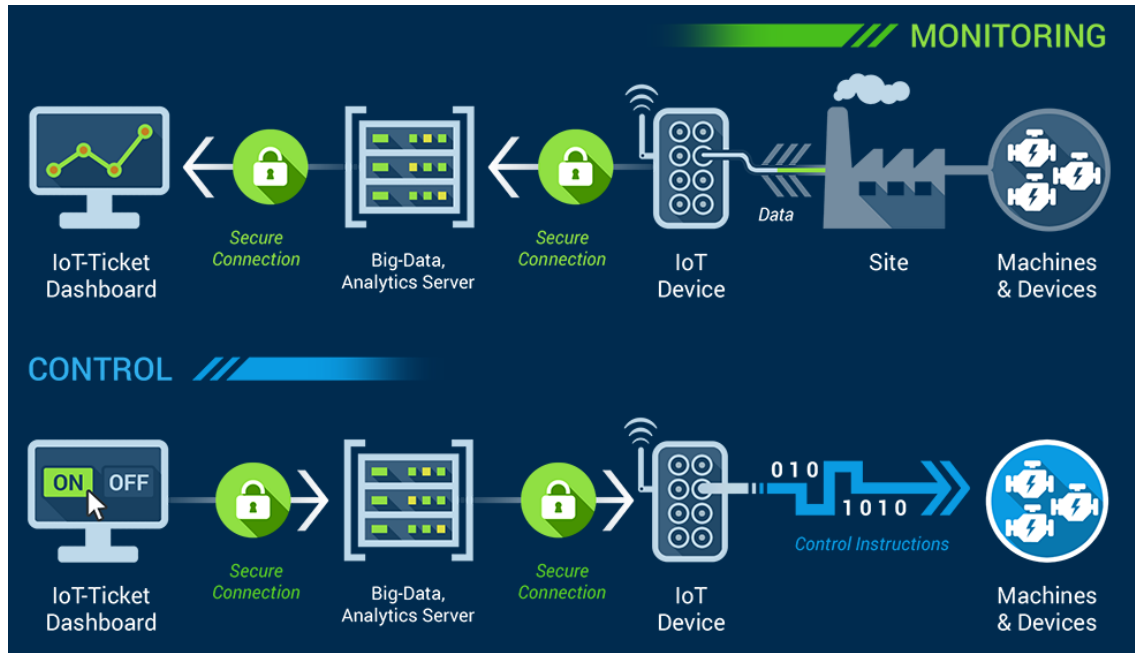 MONITORING
Secure
Connection
Secure
Connection
Data
IoT-Ticket
Dashboard
Big-Data,
Analytics Server
IoT
Device
Site
Machines
& Devices
CONTROL
ON OFF
010
1010
Control Instructions
Secure
Connection
Secure
Connection
IoT-Ticket
Dashboard
Big-Data,
Analytics Server
IoT
Device
Machines
& Devices